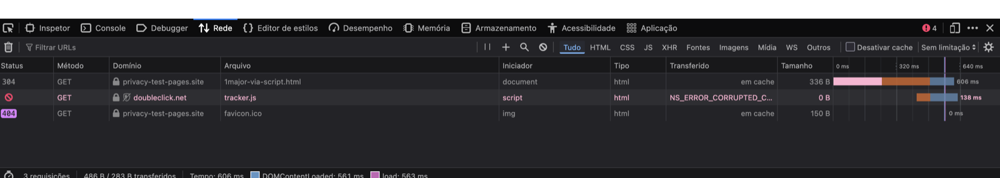 Inspetor Console Debugger Rede Editor de estilos Desempenho Memória Armazenamento Acessibilidade Aplicação 4
Filtrar URLs Tudo HTML CSS JS XHR Fontes Imagens Mídia WS Outros Desativar cache Sem limitação
Status Método Domínio Arquivo Iniciador Tipo Transferido Tamanho 0 ms 320 ms 640 ms
304 GET privacy-test-pages.site 1major-via-script.html document html em cache 336 B 606 ms
GET doubleclick.net tracker.js script html NS_ERROR_CORRUPTED_C... 0 B 138 ms
404 GET privacy-test-pages.site favicon.ico img html em cache 150 B 0 ms
3 requisições 486 B / 283 B transferidos Tempo: 606 ms DOMContentLoaded: 561 ms load: 563 ms